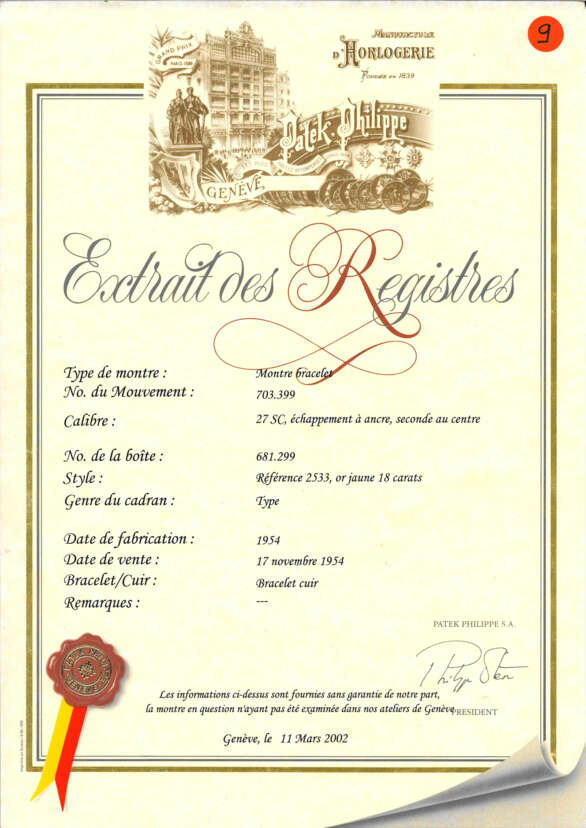 9
GRAND PRIX
Manufacture
d'Horlogerie
Fondée en 1839
Patek Philippe
GENÈVE
Extrait des Registres
Type de montre : Montre bracelet
No. du Mouvement : 703.399
Calibre : 27 SC, échappement à ancre, seconde au centre
No. de la boîte : 681.299
Style : Référence 2533, or jaune 18 carats
Genre du cadran : Type
Date de fabrication : 1954
Date de vente : 17 novembre 1954
Bracelet/Cuir : Bracelet cuir
Remarques : ---
PATEK PHILIPPE S.A.
Les informations ci-dessus sont fournies sans garantie de notre part,
la montre en question n'ayant pas été examinée dans nos ateliers de Genève.
PRESIDENT
Genève, le 11 Mars 2002